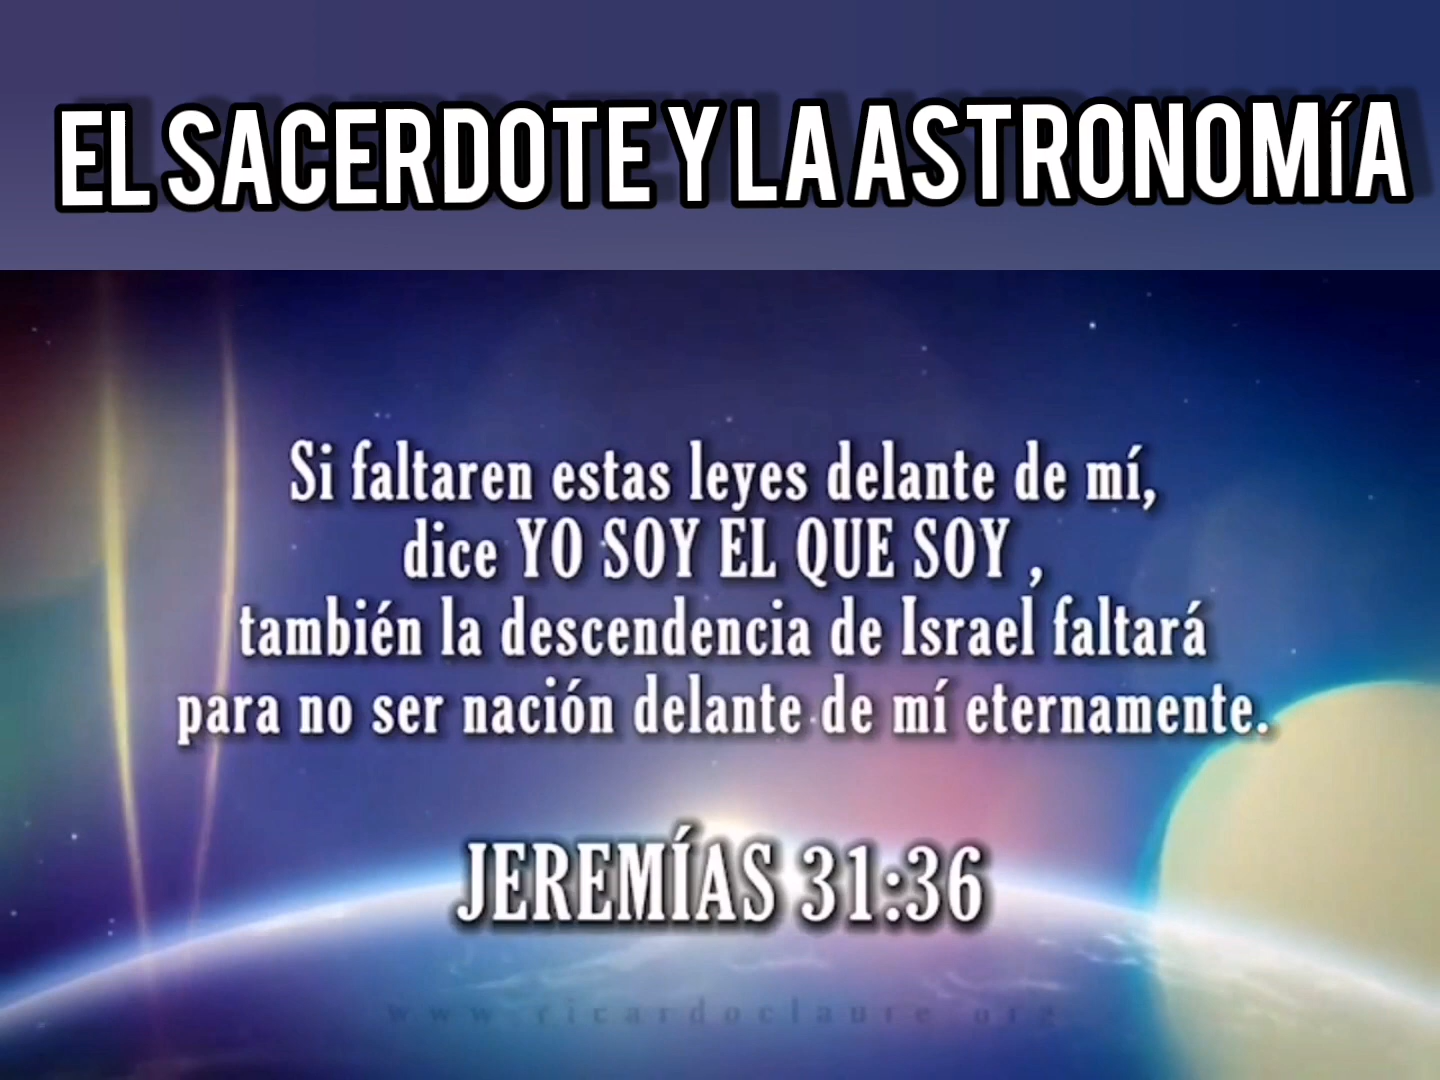 EL SACERDOTE Y LA ASTRONOMÍA
Si faltaren estas leyes delante de mí,
dice YO SOY EL QUE SOY ,
también la descendencia de Israel faltará
para no ser nación delante de mí eternamente.
JEREMÍAS 31:36
www.ricardoclaure.org